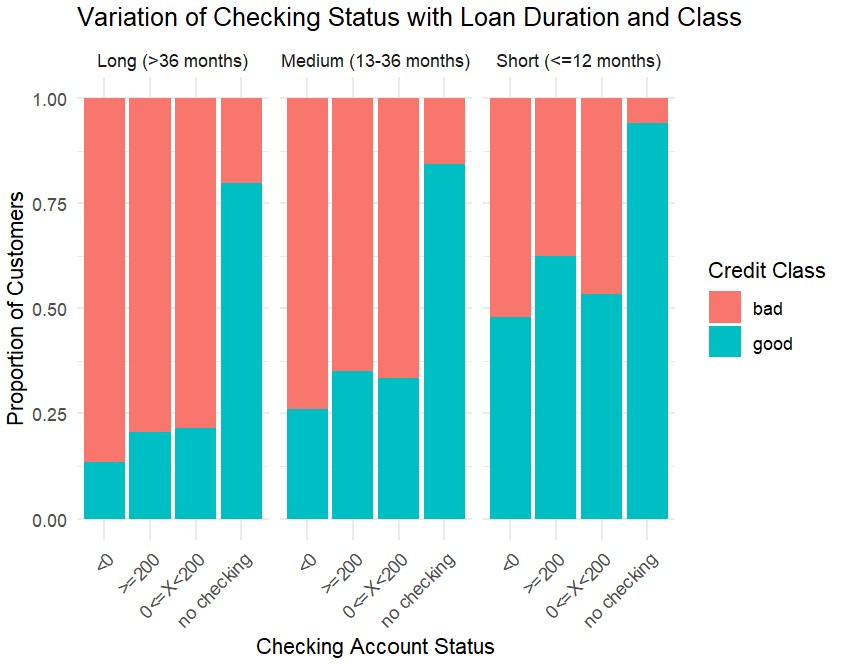 Variation of Checking Status with Loan Duration and Class
Long (>36 months)
Medium (13-36 months)
Short (<=12 months)
1.00
0.75
0.50
0.25
0.00
Proportion of Customers
<0
>=200
0<=X<200
no checking
<0
>=200
0<=X<200
no checking
<0
>=200
0<=X<200
no checking
Checking Account Status
Credit Class
bad
good